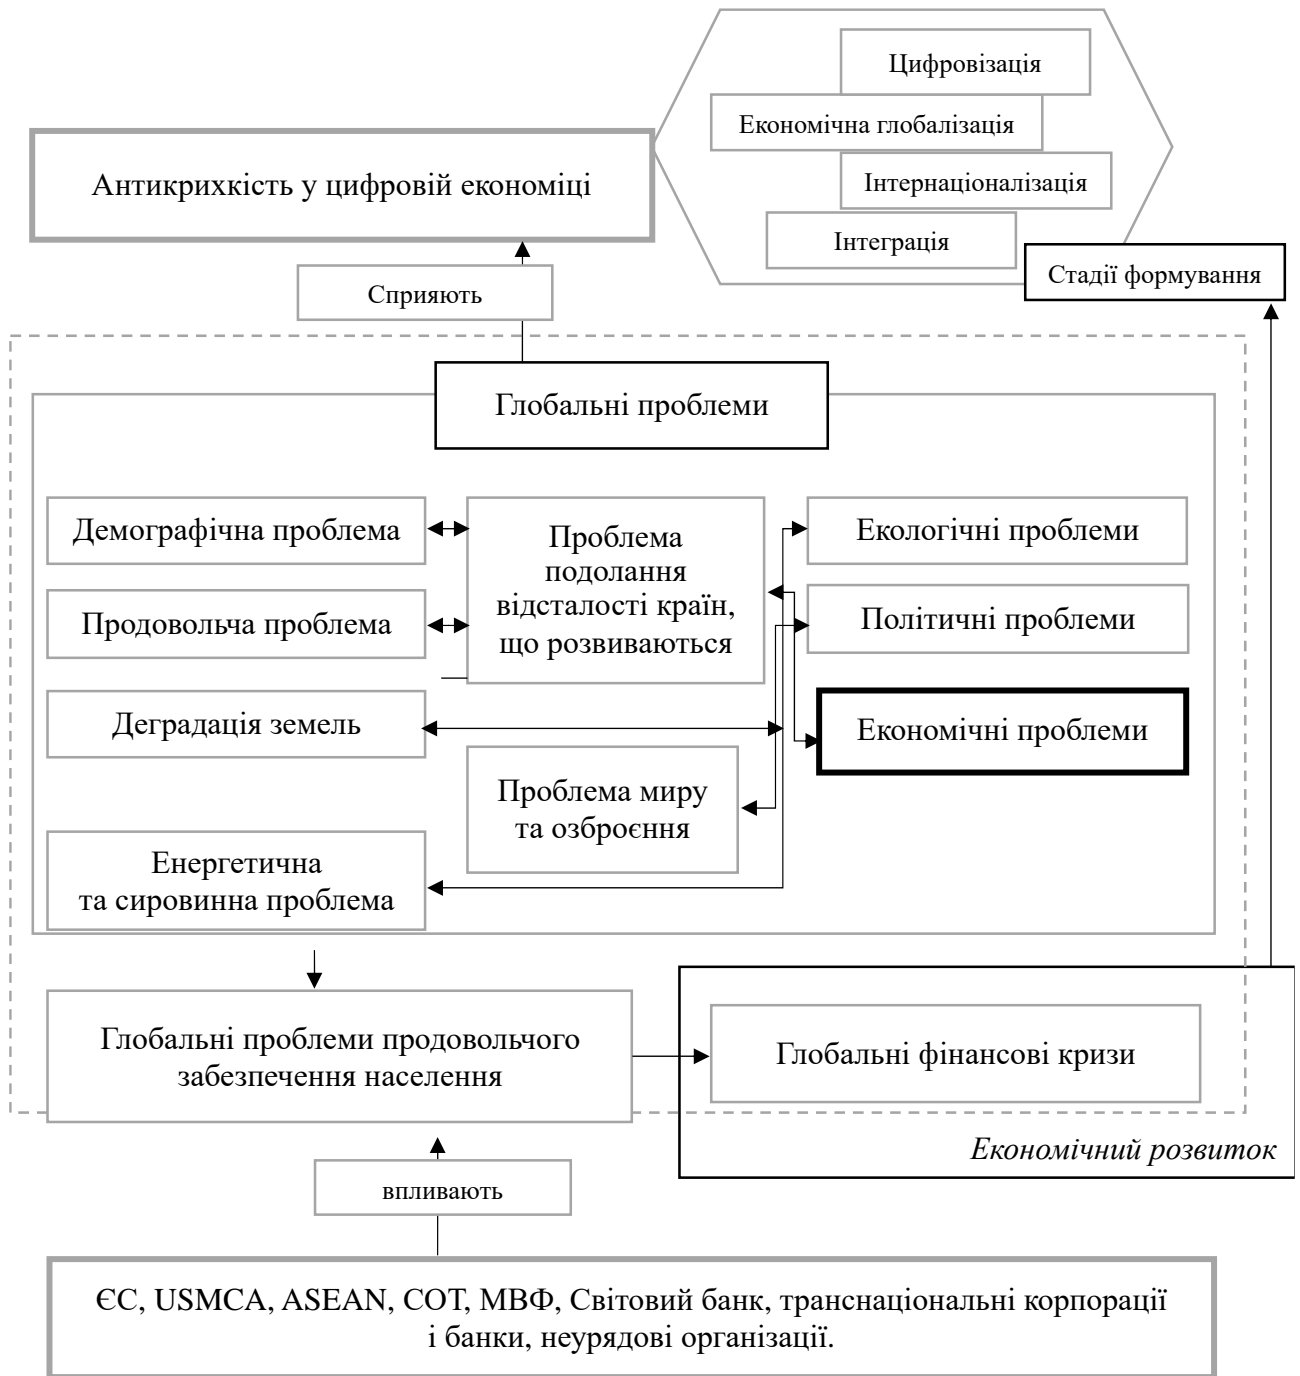 Цифровізація
Економічна глобалізація
Антикрихкість у цифровій економіці
Інтернаціоналізація
Інтеграція
Стадії формування
Сприяють
Глобальні проблеми
Демографічна проблема
Проблема
подолання
відсталості країн,
що розвиваються
Екологічні проблеми
Продовольча проблема
Політичні проблеми
Деградація земель
Економічні проблеми
Проблема миру
та озброєння
Енергетична
та сировинна проблема
Глобальні проблеми продовольчого
забезпечення населення
Глобальні фінансові кризи
Економічний розвиток
впливають
ЄС, USMCA, ASEAN, СОТ, МВФ, Світовий банк, транснаціональні корпорації
і банки, неурядові організації.